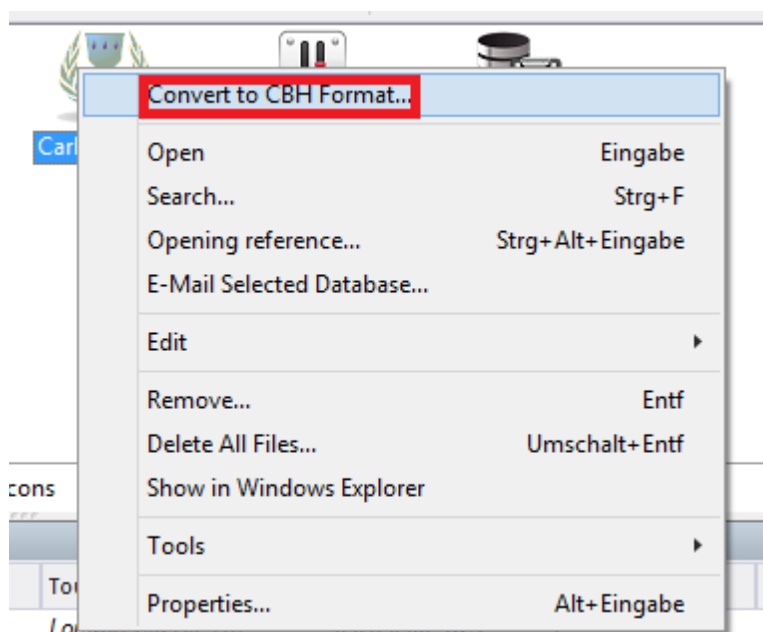 Convert to CBH Format...
Carl
Open Eingabe
Search... Strg+F
Opening reference... Strg+Alt+Eingabe
E-Mail Selected Database...
Edit
Remove... Entf
Delete All Files... Umschalt+Entf
cons
Show in Windows Explorer
Tools
Tou
Properties... Alt+Eingabe